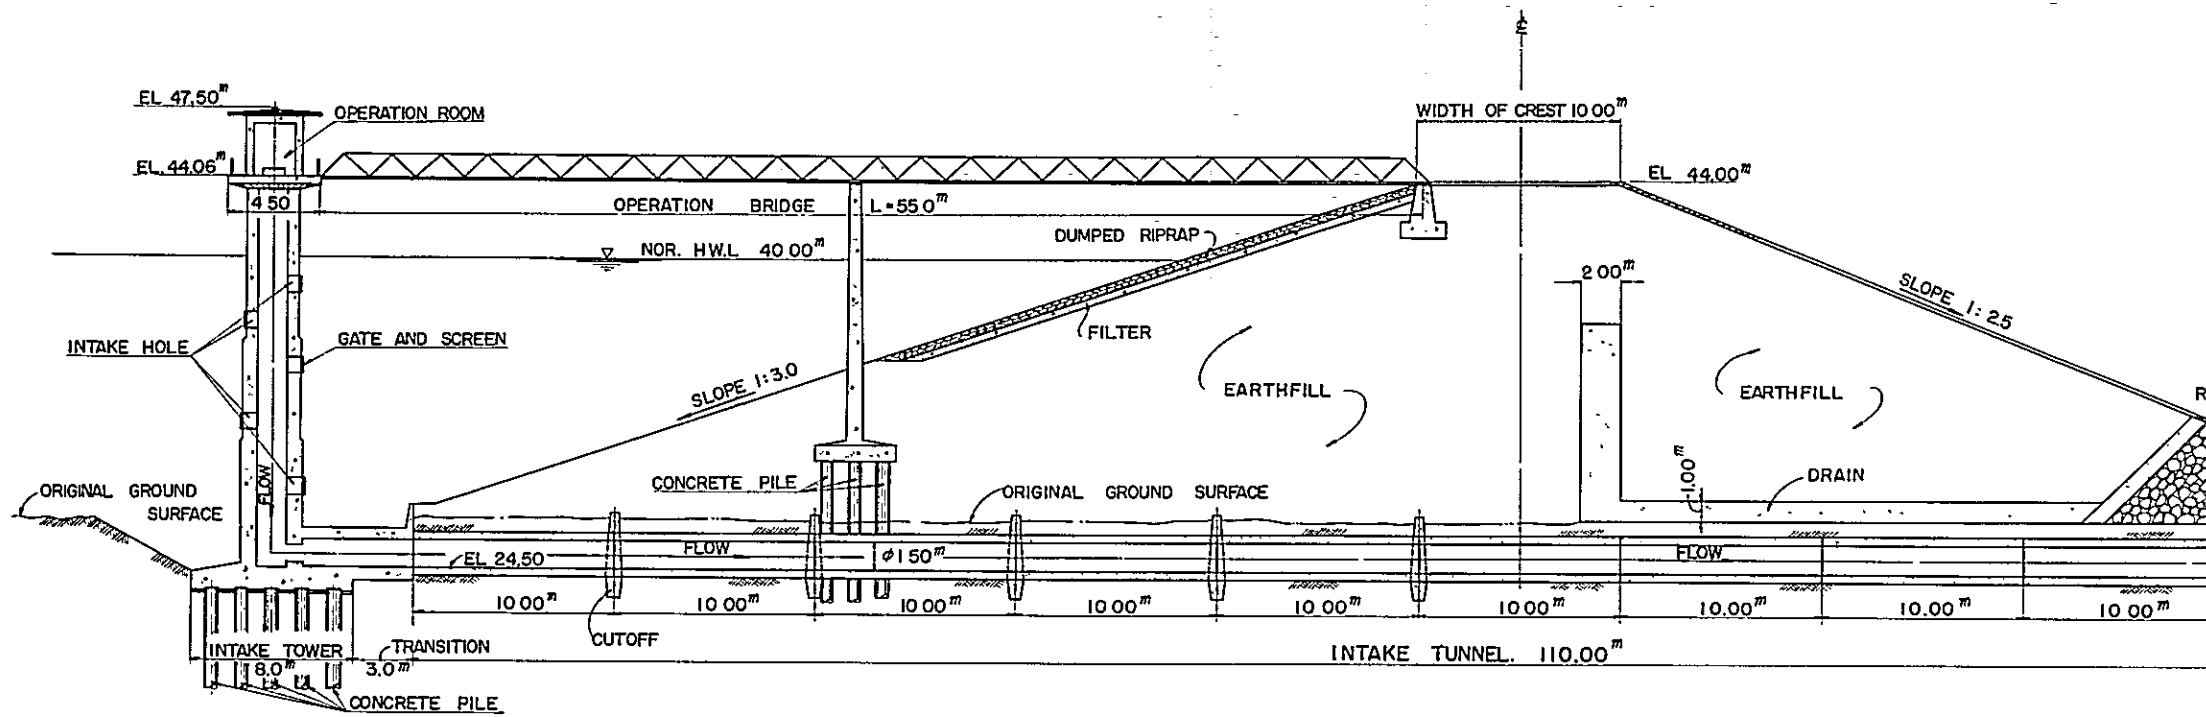 ℄
EL 47,50ᵐ
OPERATION ROOM
WIDTH OF CREST 10 00ᵐ
EL. 44,06ᵐ
EL 44.00ᵐ
4 50
OPERATION BRIDGE L=55 0ᵐ
DUMPED RIPRAP
NOR. H.W.L 40 00ᵐ
2 00ᵐ
SLOPE 1: 2.5
INTAKE HOLE
GATE AND SCREEN
FILTER
SLOPE 1:3.0
EARTHFILL
EARTHFILL
R
FLOW
CONCRETE PILE
ORIGINAL GROUND SURFACE
1.00ᵐ
DRAIN
ORIGINAL GROUND
SURFACE
FLOW
EL 24,50
ϕ1 50ᵐ
FLOW
10 00ᵐ
10 00ᵐ
10 00ᵐ
10 00ᵐ
10 00ᵐ
10 00ᵐ
10.00ᵐ
10.00ᵐ
10 00ᵐ
CUTOFF
INTAKE TOWER
8.0ᵐ
TRANSITION
3.0ᵐ
INTAKE TUNNEL. 110.00ᵐ
CONCRETE PILE